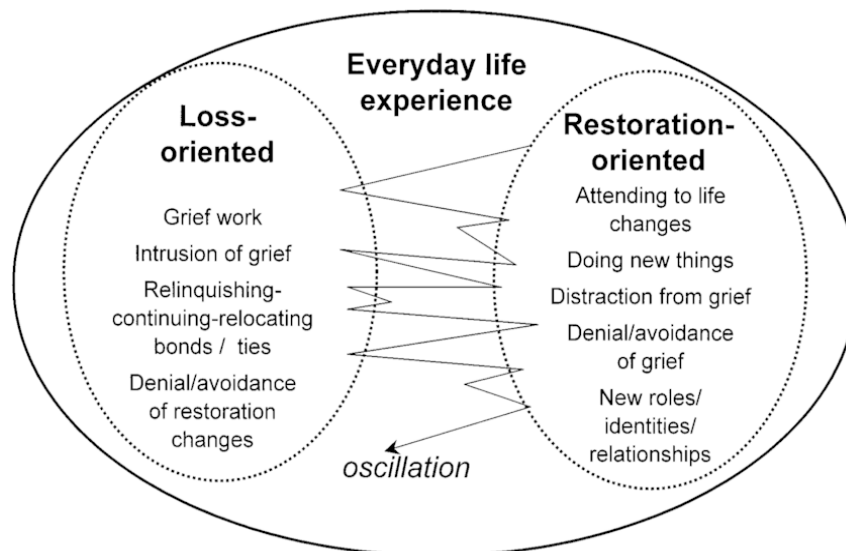 Everyday life
experience
Loss-
oriented
Grief work
Intrusion of grief
Relinquishing-
continuing-relocating
bonds / ties
Denial/avoidance
of restoration
changes
Restoration-
oriented
Attending to life
changes
Doing new things
Distraction from grief
Denial/avoidance
of grief
New roles/
identities/
relationships
oscillation